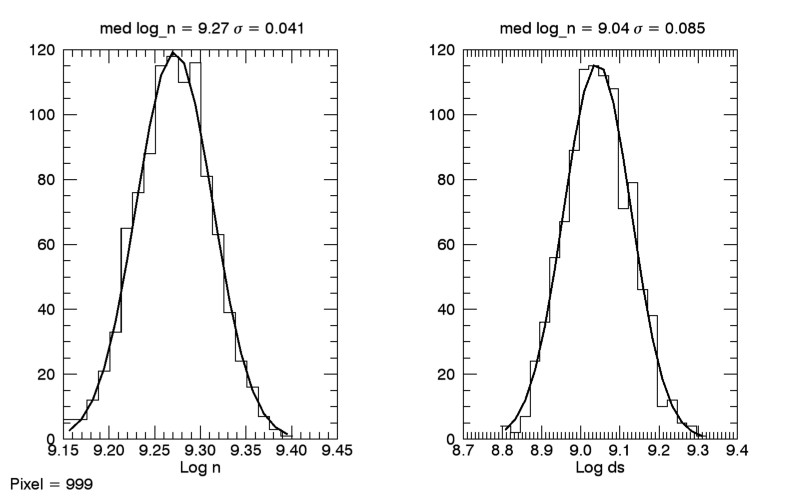 med log_n = 9.27 σ = 0.041
med log_n = 9.04 σ = 0.085
120
100
80
60
40
20
0
9.15 9.20 9.25 9.30 9.35 9.40 9.45
Log n
120
100
80
60
40
20
0
8.7 8.8 8.9 9.0 9.1 9.2 9.3 9.4
Log ds
Pixel = 999